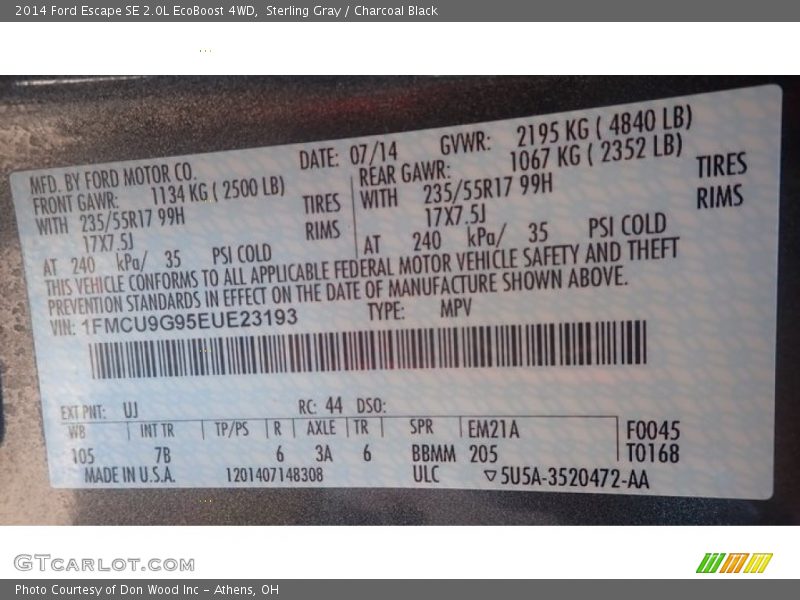 2014 Ford Escape SE 2.0L EcoBoost 4WD,  Sterling Gray / Charcoal Black
MFD. BY FORD MOTOR CO. DATE: 07/14 GVWR: 2195 KG ( 4840 LB)
FRONT GAWR: 1134 KG ( 2500 LB) REAR GAWR: 1067 KG ( 2352 LB)
WITH 235/55R17 99H TIRES WITH 235/55R17 99H TIRES
17X7.5J RIMS 17X7.5J RIMS
AT 240 kPa/ 35 PSI COLD AT 240 kPa/ 35 PSI COLD
THIS VEHICLE CONFORMS TO ALL APPLICABLE FEDERAL MOTOR VEHICLE SAFETY AND THEFT
PREVENTION STANDARDS IN EFFECT ON THE DATE OF MANUFACTURE SHOWN ABOVE.
VIN: 1FMCU9G95EUE23193 TYPE: MPV
EXT PNT: UJ RC: 44 DSO:
WB INT TR TP/PS R AXLE TR SPR EM21A F0045
105 7B 6 3A 6 BBMM 205 T0168
MADE IN U.S.A. 1201407148308 ULC ▽5U5A-3520472-AA
GTCARLOT.COM
Photo Courtesy of Don Wood Inc - Athens, OH